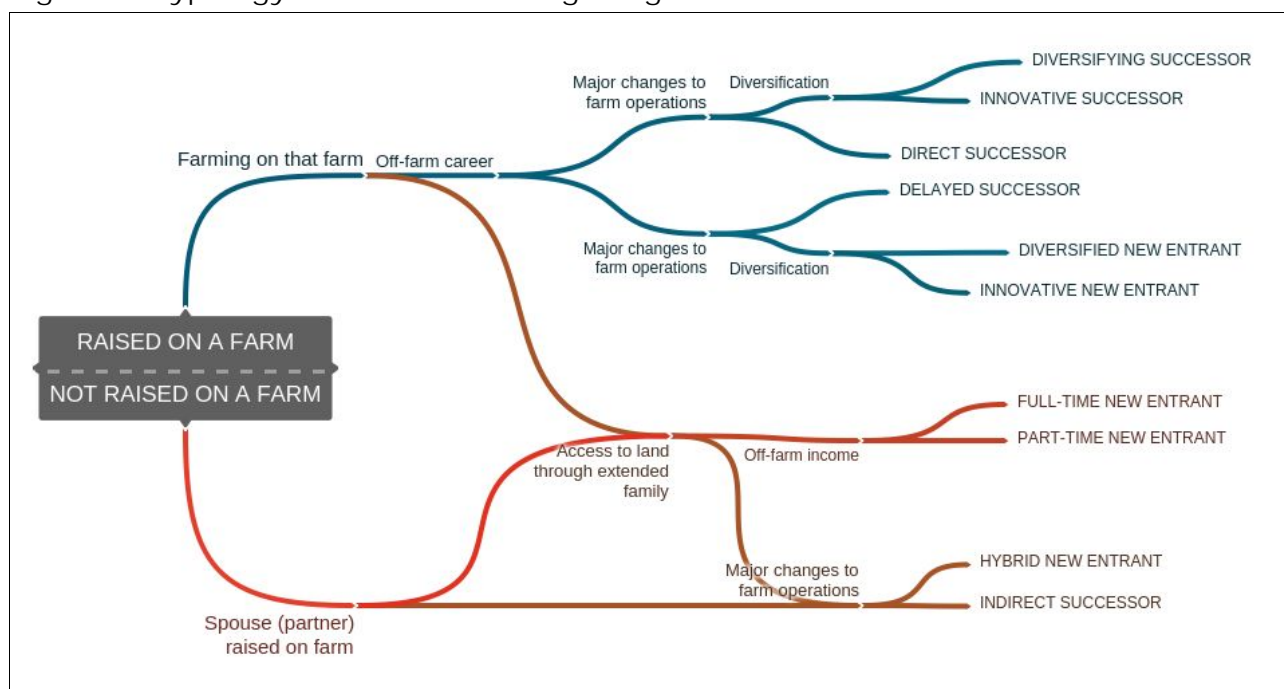 DIVERSIFYING SUCCESSOR
Major changes to
farm operations
Diversification
INNOVATIVE SUCCESSOR
DIRECT SUCCESSOR
Farming on that farm
Off-farm career
DELAYED SUCCESSOR
Major changes to
farm operations
Diversification
DIVERSIFIED NEW ENTRANT
INNOVATIVE NEW ENTRANT
RAISED ON A FARM
NOT RAISED ON A FARM
FULL-TIME NEW ENTRANT
PART-TIME NEW ENTRANT
Access to land
through extended
family
Off-farm income
HYBRID NEW ENTRANT
Major changes to
farm operations
INDIRECT SUCCESSOR
Spouse (partner)
raised on farm